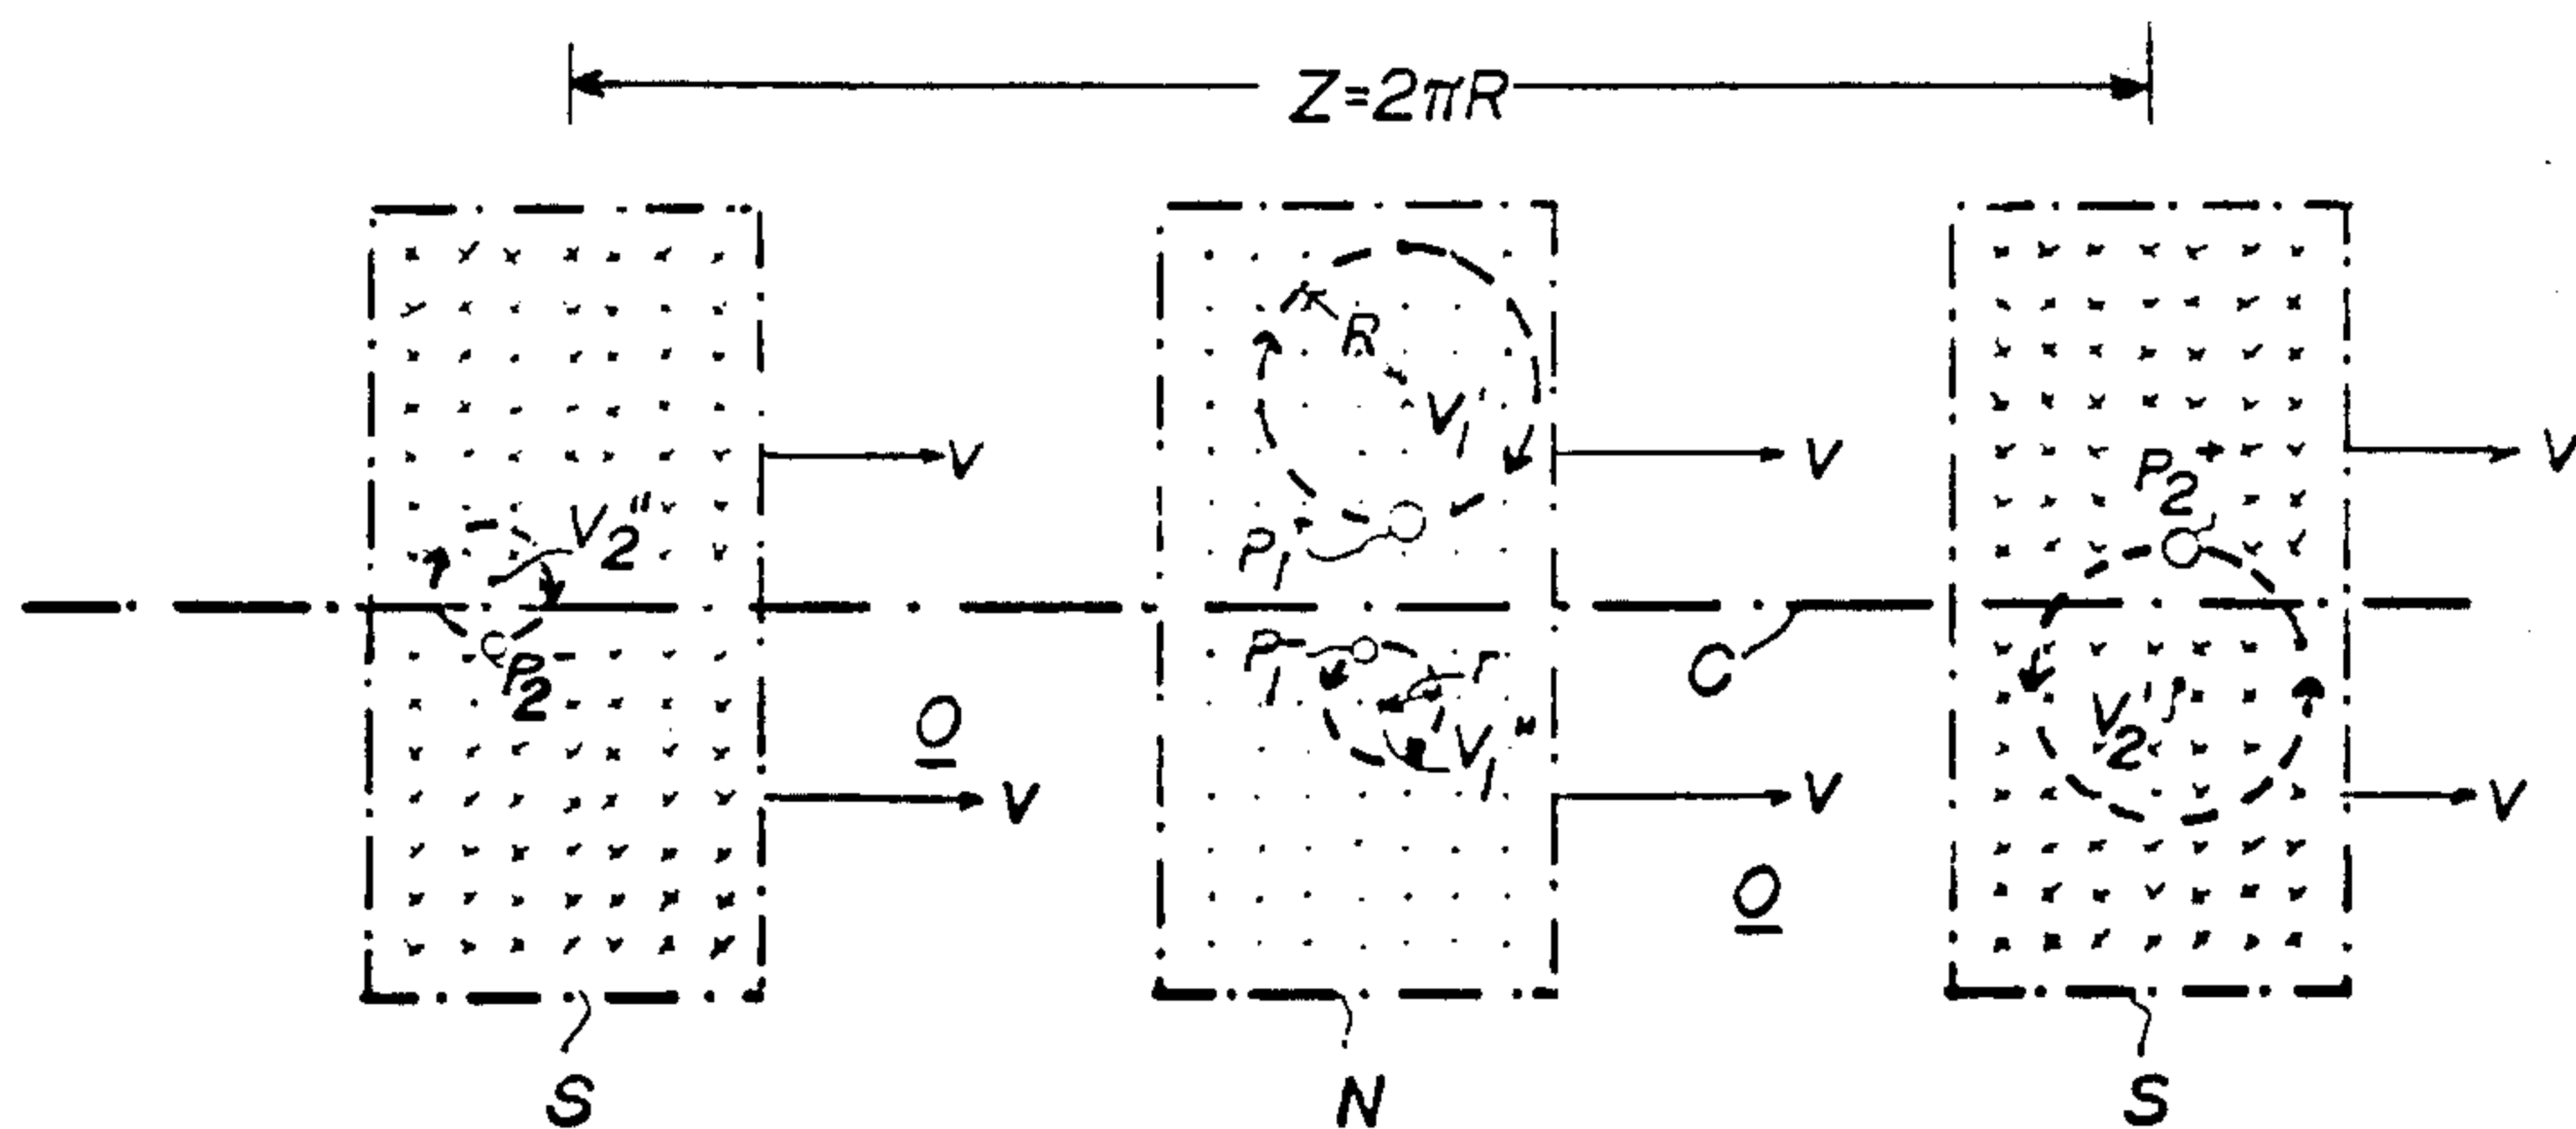 Z=2πR
R
V₁'
V
V
V
P₂⁺
V₂"
P₁⁺
P₂⁻
P₁⁻
r
C
V₂'
O
V₁"
V
V
V
O
S
N
S